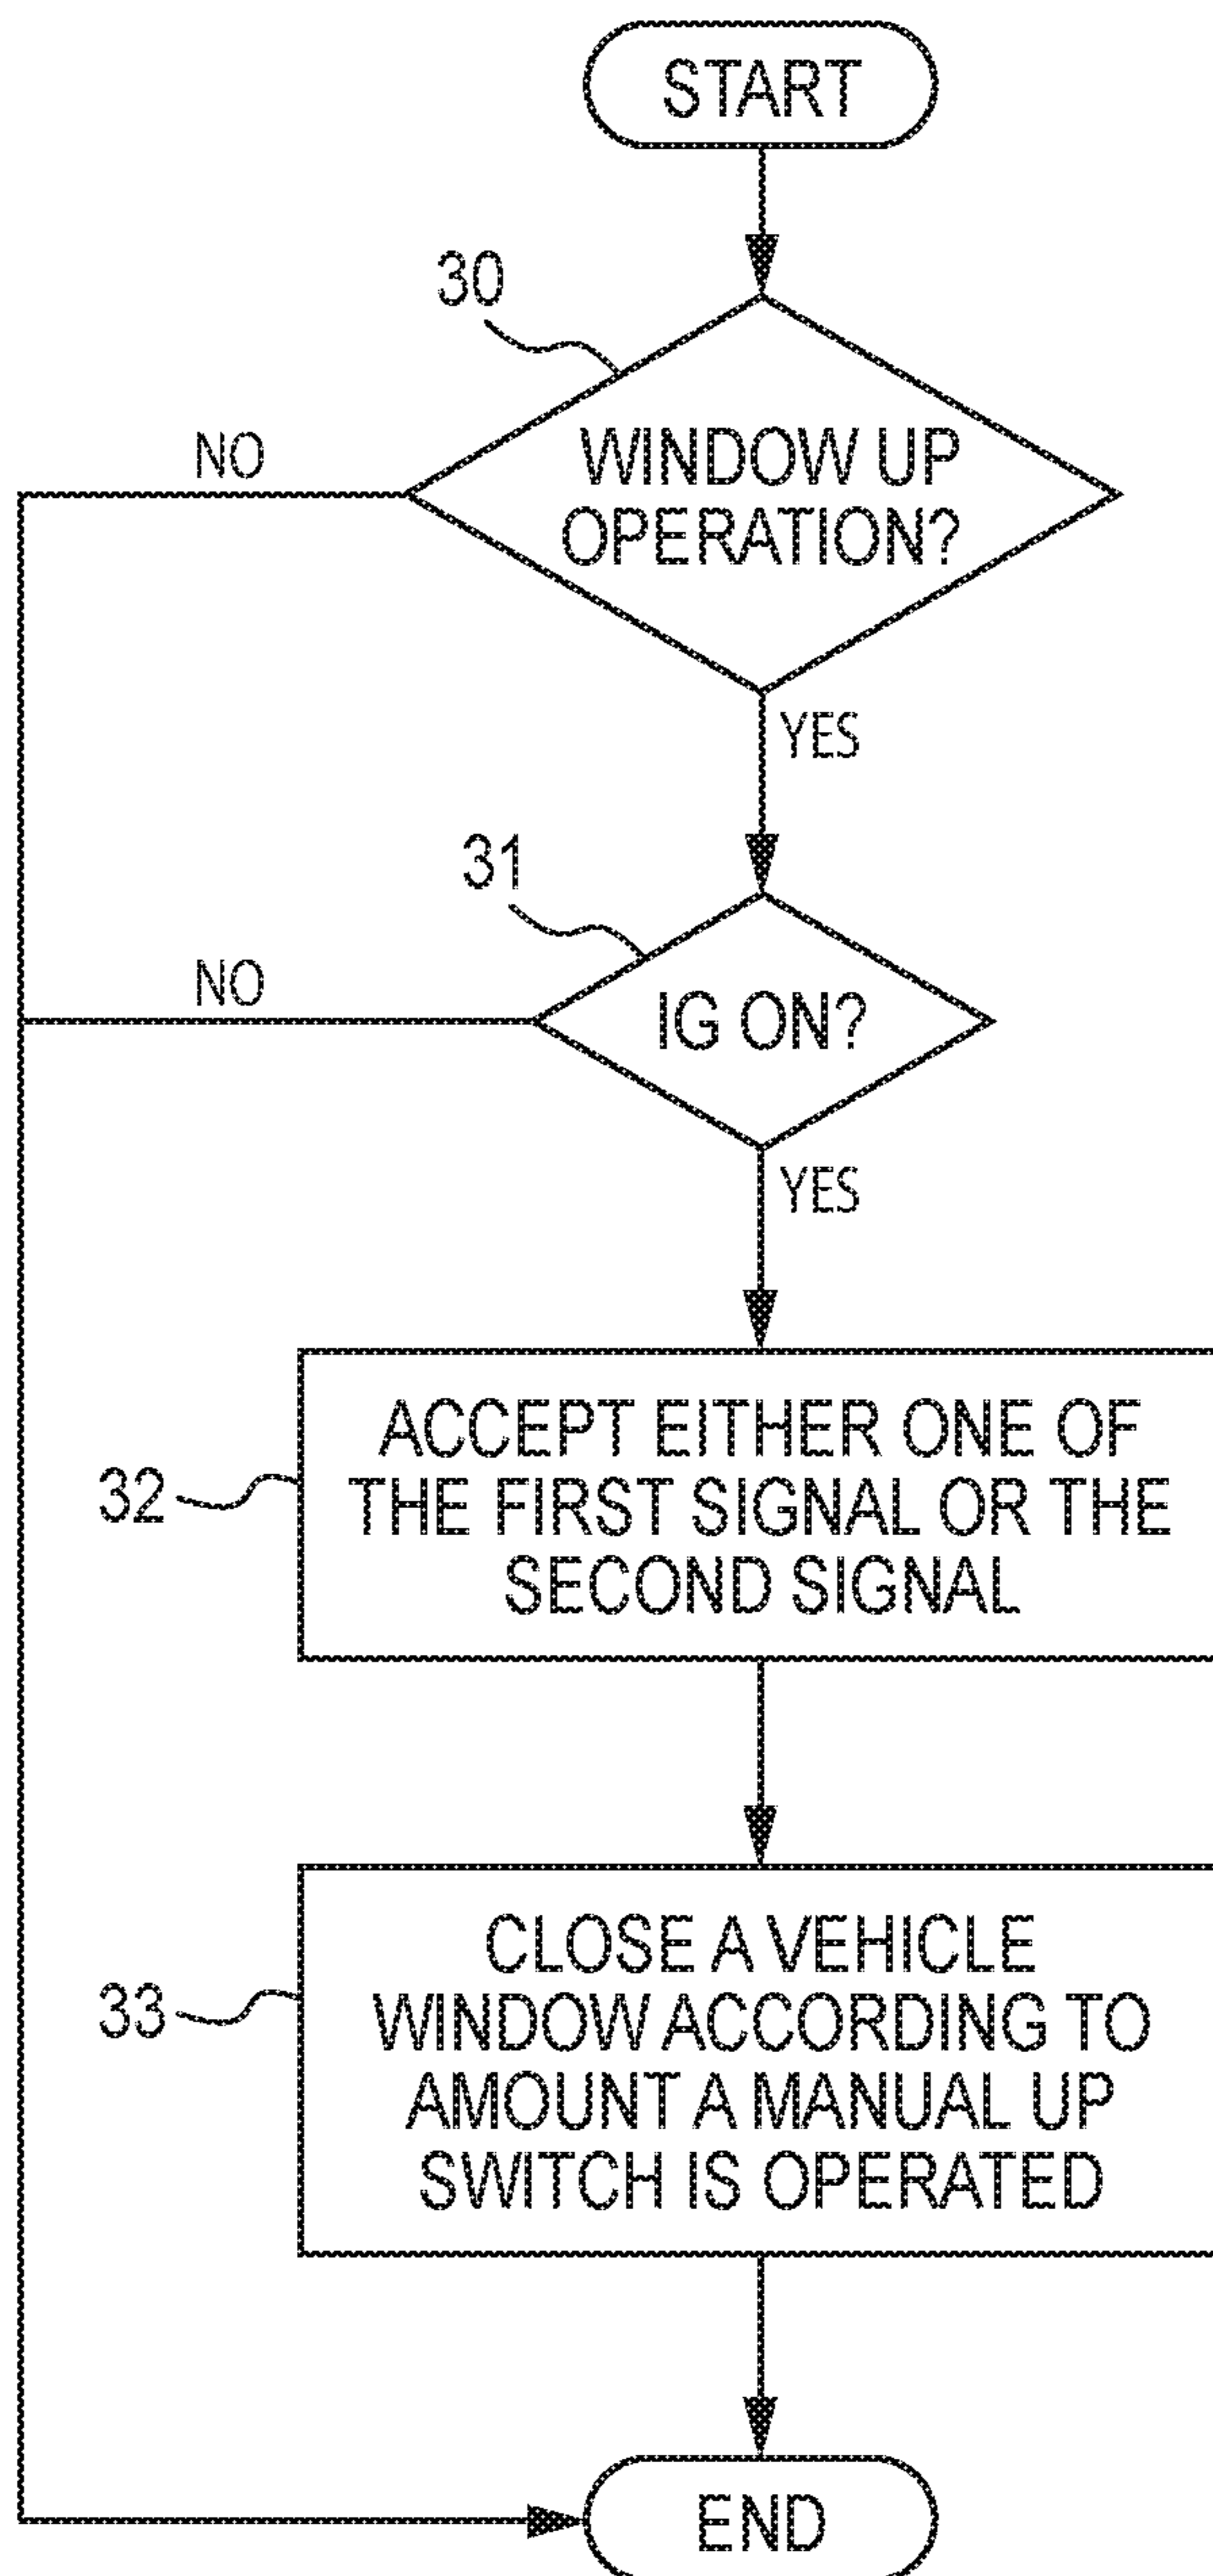 START
30
WINDOW UP
OPERATION?
NO
YES
31
IG ON?
NO
YES
32
ACCEPT EITHER ONE OF
THE FIRST SIGNAL OR THE
SECOND SIGNAL
33
CLOSE A VEHICLE
WINDOW ACCORDING TO
AMOUNT A MANUAL UP
SWITCH IS OPERATED
END